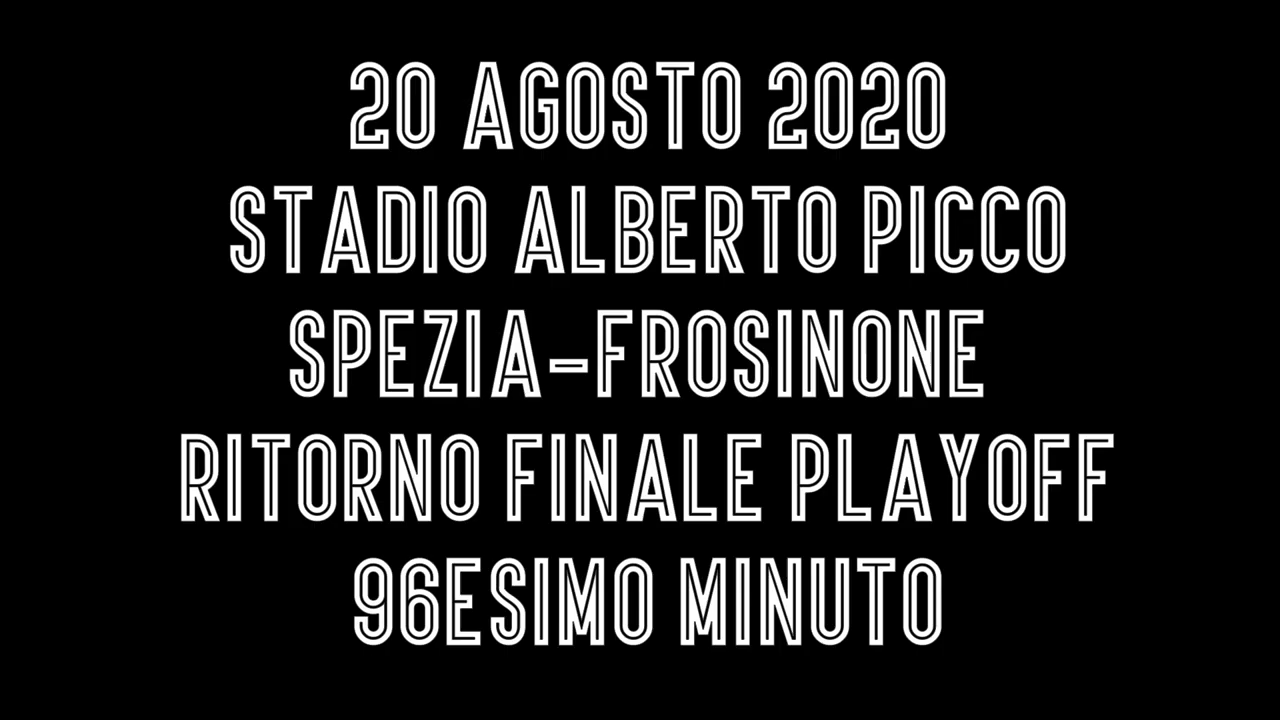 20 AGOSTO 2020
STADIO ALBERTO PICCO
SPEZIA-FROSINONE
RITORNO FINALE PLAYOFF
96ESIMO MINUTO